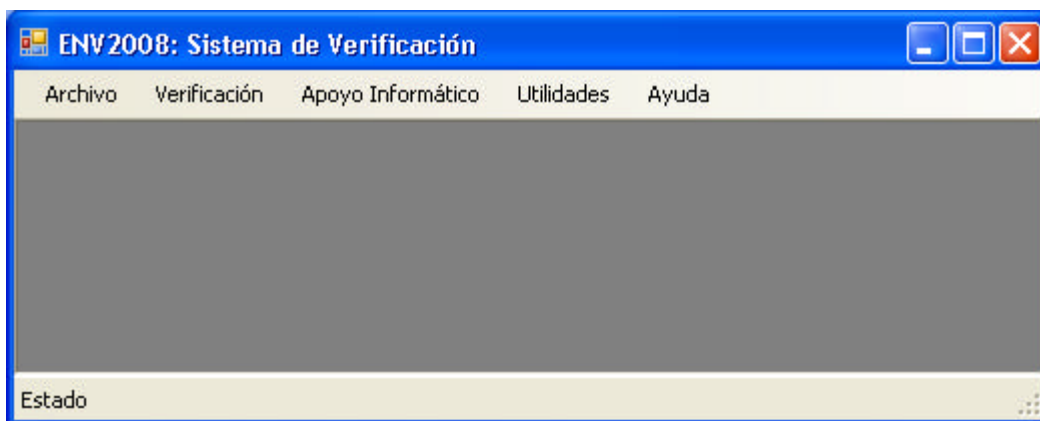 ENV2008: Sistema de Verificación
Archivo Verificación Apoyo Informático Utilidades Ayuda
Estado